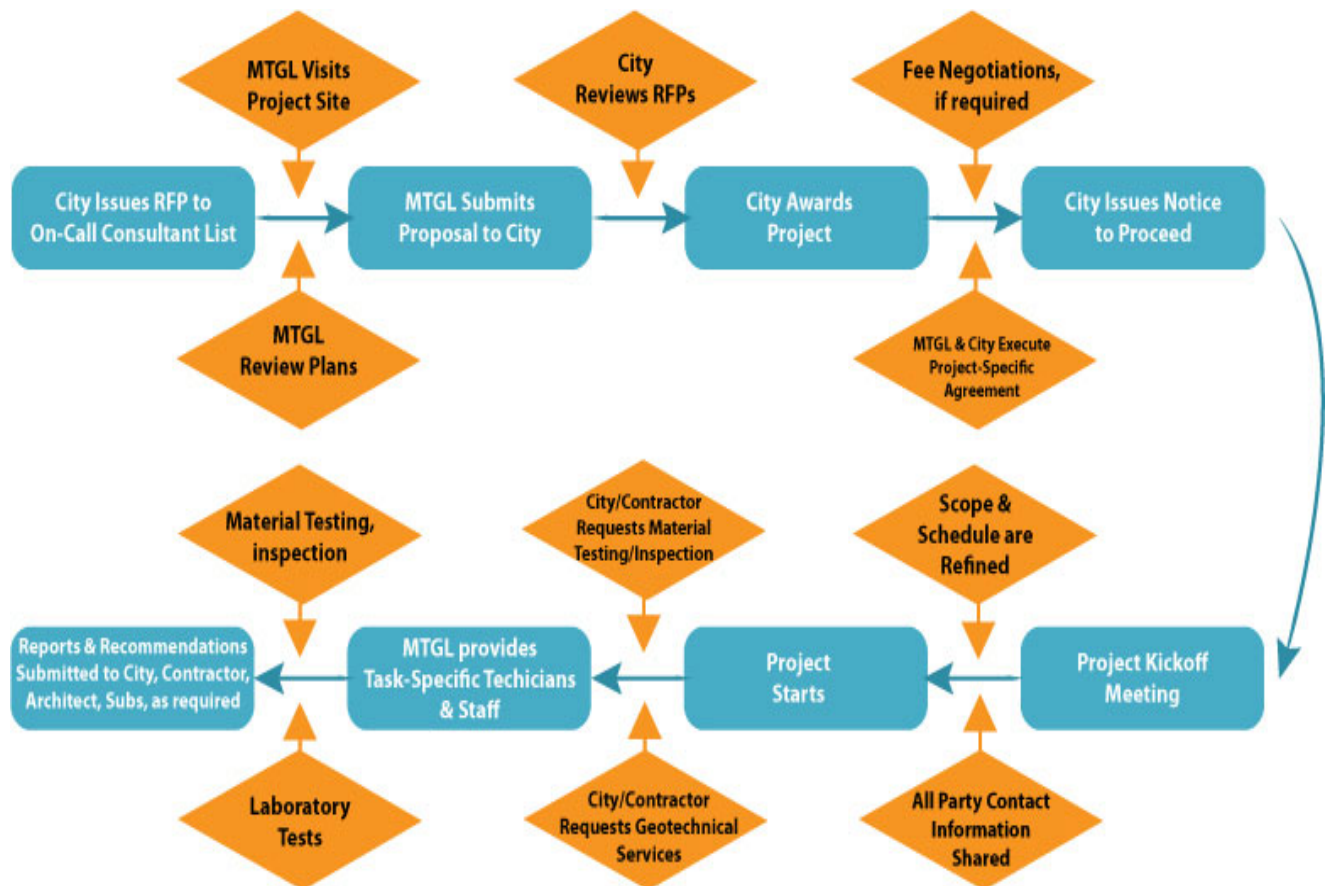 MTGL Visits
Project Site
City
Reviews RFPs
Fee Negotiations,
if required
City Issues RFP to
On-Call Consultant List
MTGL Submits
Proposal to City
City Awards
Project
City Issues Notice
to Proceed
MTGL
Review Plans
MTGL & City Execute
Project-Specific
Agreement
Material Testing,
inspection
City/Contractor
Requests Material
Testing/Inspection
Scope &
Schedule are
Refined
Reports & Recommendations
Submitted to City, Contractor,
Architect, Subs, as required
MTGL provides
Task-Specific Techicians
& Staff
Project
Starts
Project Kickoff
Meeting
Laboratory
Tests
City/Contractor
Requests Geotechnical
Services
All Party Contact
Information
Shared